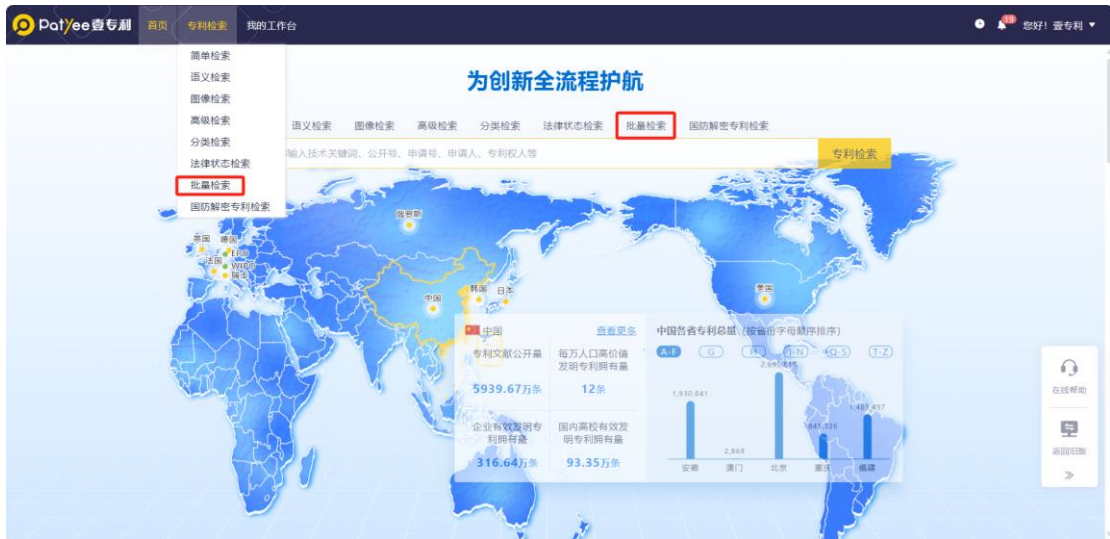 Patyee壹专利 首页 专利检索 我的工作台 19 您好! 壹专利
简单检索
语义检索
图像检索
高级检索
分类检索
法律状态检索
批量检索
国防解密专利检索
为创新全流程护航
语义检索 图像检索 高级检索 分类检索 法律状态检索 批量检索 国防解密专利检索
输入技术关键词、公开号、申请号、申请人、专利权人等 专利检索
俄罗斯
英国 德国
EPO
法国 WIPO
瑞士
中国 韩国 日本
美国
中国 查看更多
专利文献公开量 每万人口高价值发明专利拥有量
5939.67万条 12条
企业有效发明专利拥有量 国内高校有效发明专利拥有量
316.64万条 93.35万条
中国各省专利总量 (按省份字母顺序排序)
A-F G H J-N Q-S T-Z
1,930,041
2,869
841,326
1,481,497
安徽 澳门 北京 重庆 福建
在线帮助
返回旧版